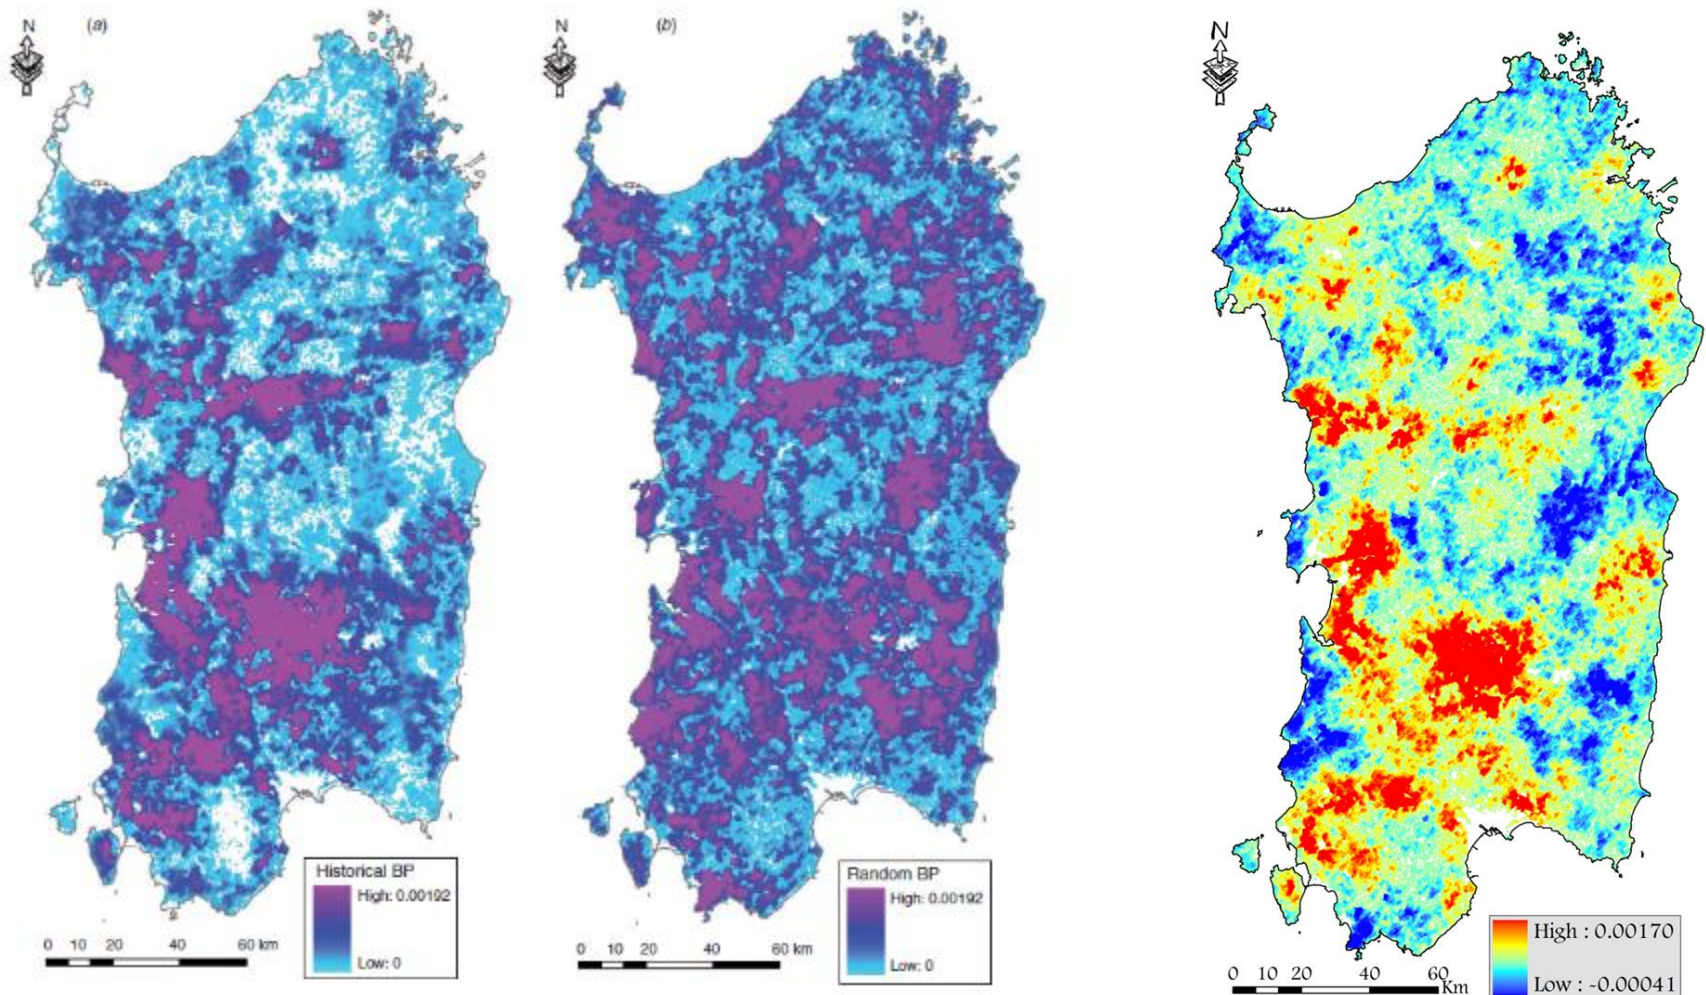 N
(a)
Historical BP
High: 0.00192
Low: 0
0 10 20 40 60 km
N
(b)
Random BP
High: 0.00192
Low: 0
0 10 20 40 60 km
N
High : 0.00170
Low : -0.00041
0 10 20 40 60 Km